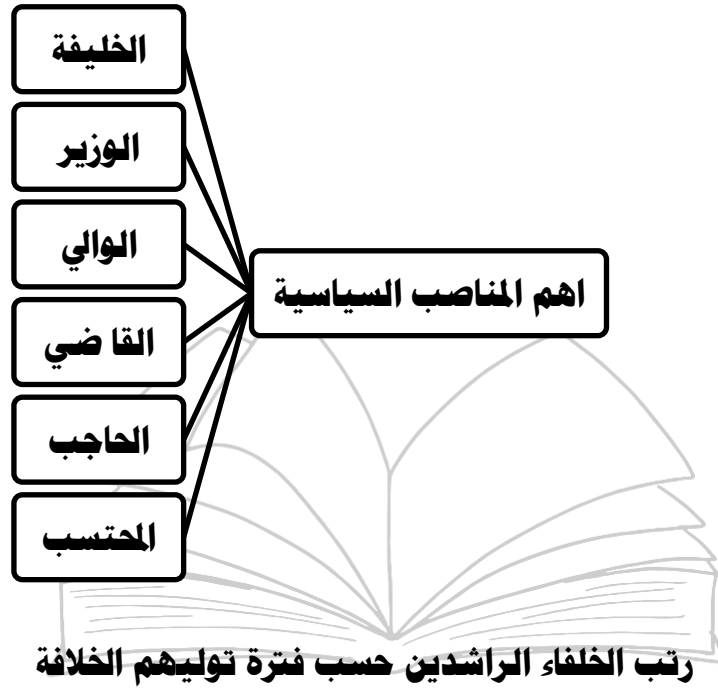 الخليفة
الوزير
الوالي
اهم المناصب السياسية
القا ضي
الحاجب
المحتسب
رتب الخلفاء الراشدين حسب فترة توليهم الخلافة